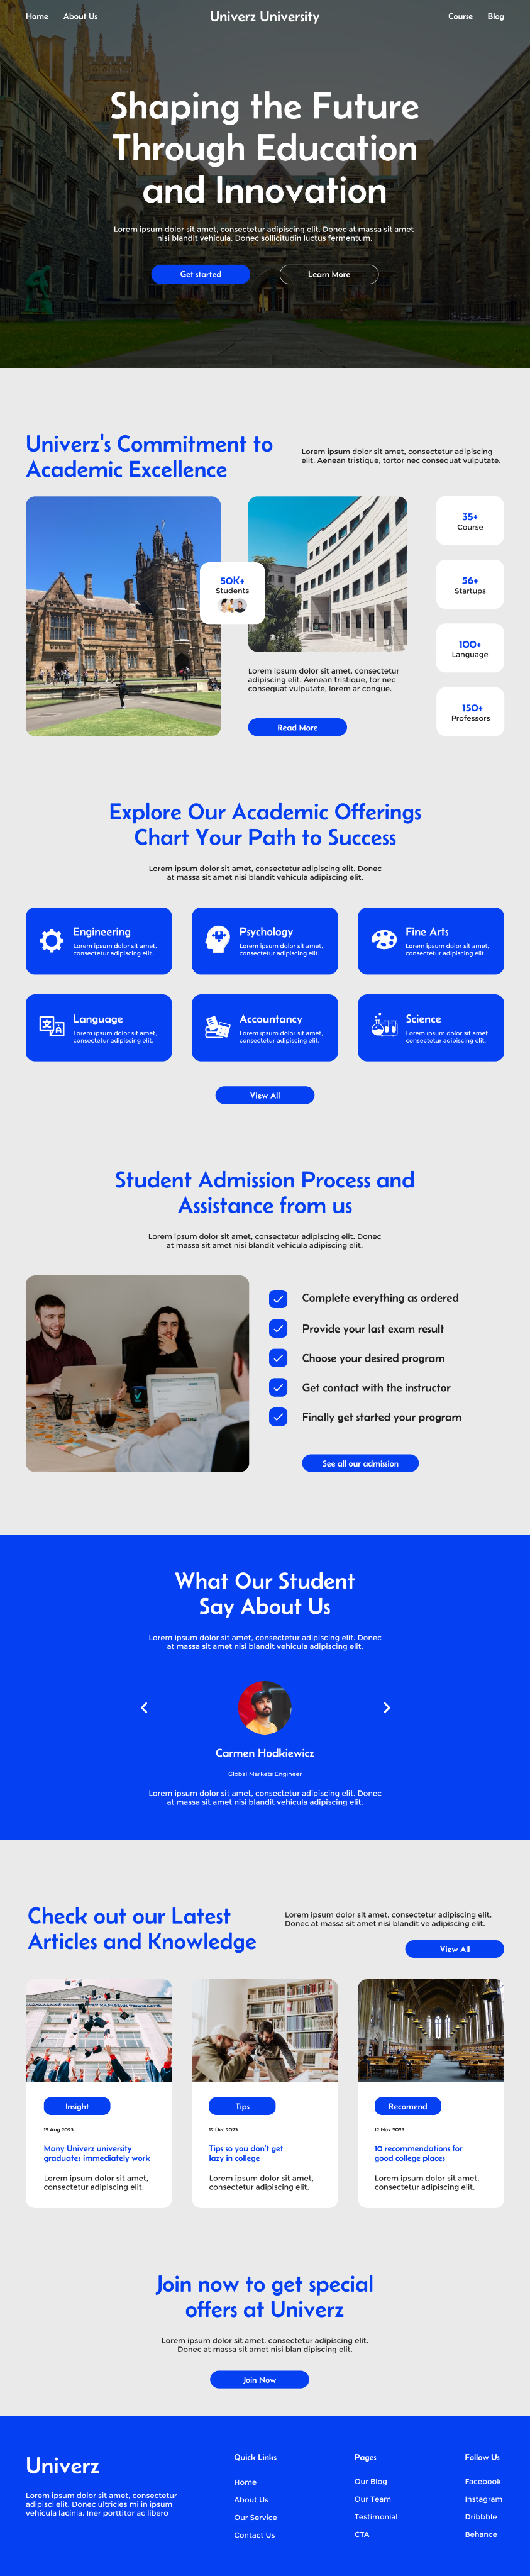 Home
About Us
Univerz University
Course
Blog
Shaping the Future
Through Education
and Innovation
Lorem ipsum dolor sit amet, consectetur adipiscing elit. Donec at massa sit amet
nisi blandit vehicula. Donec sollicitudin luctus fermentum.
Get started
Learn More
Univerz's Commitment to
Academic Excellence
Lorem ipsum dolor sit amet, consectetur adipiscing
elit. Aenean tristique, tortor nec consequat vulputate.
50K+
Students
35+
Course
56+
Startups
100+
Language
150+
Professors
Lorem ipsum dolor sit amet, consectetur
adipiscing elit. Aenean tristique, tor nec
consequat vulputate, lorem ar congue.
Read More
Explore Our Academic Offerings
Chart Your Path to Success
Lorem ipsum dolor sit amet, consectetur adipiscing elit. Donec
at massa sit amet nisi blandit vehicula adipiscing elit.
Engineering
Lorem ipsum dolor sit amet,
consectetur adipiscing elit.
Psychology
Lorem ipsum dolor sit amet,
consectetur adipiscing elit.
Fine Arts
Lorem ipsum dolor sit amet,
consectetur adipiscing elit.
Language
Lorem ipsum dolor sit amet,
consectetur adipiscing elit.
Accountancy
Lorem ipsum dolor sit amet,
consectetur adipiscing elit.
Science
Lorem ipsum dolor sit amet,
consectetur adipiscing elit.
View All
Student Admission Process and
Assistance from us
Lorem ipsum dolor sit amet, consectetur adipiscing elit. Donec
at massa sit amet nisi blandit vehicula adipiscing elit.
Complete everything as ordered
Provide your last exam result
Choose your desired program
Get contact with the instructor
Finally get started your program
See all our admission
What Our Student
Say About Us
Lorem ipsum dolor sit amet, consectetur adipiscing elit. Donec
at massa sit amet nisi blandit vehicula adipiscing elit.
Carmen Hodkiewicz
Global Markets Engineer
Lorem ipsum dolor sit amet, consectetur adipiscing elit. Donec
at massa sit amet nisi blandit vehicula adipiscing elit.
Check out our Latest
Articles and Knowledge
Lorem ipsum dolor sit amet, consectetur adipiscing elit.
Donec at massa sit amet nisi blandit ve adipiscing elit.
View All
Insight
12 Aug 2023
Many Univerz university
graduates immediately work
Lorem ipsum dolor sit amet,
consectetur adipiscing elit.
Tips
12 Dec 2023
Tips so you don't get
lazy in college
Lorem ipsum dolor sit amet,
consectetur adipiscing elit.
Recomend
12 Nov 2023
10 recommendations for
good college places
Lorem ipsum dolor sit amet,
consectetur adipiscing elit.
Join now to get special
offers at Univerz
Lorem ipsum dolor sit amet, consectetur adipiscing elit.
Donec at massa sit amet nisi blan dipiscing elit.
Join Now
Univerz
Lorem ipsum dolor sit amet, consectetur
adipisci elit. Donec ultricies mi in ipsum
vehicula lacinia. Iner porttitor ac libero
Quick Links
Home
About Us
Our Service
Contact Us
Pages
Our Blog
Our Team
Testimonial
CTA
Follow Us
Facebook
Instagram
Dribbble
Behance